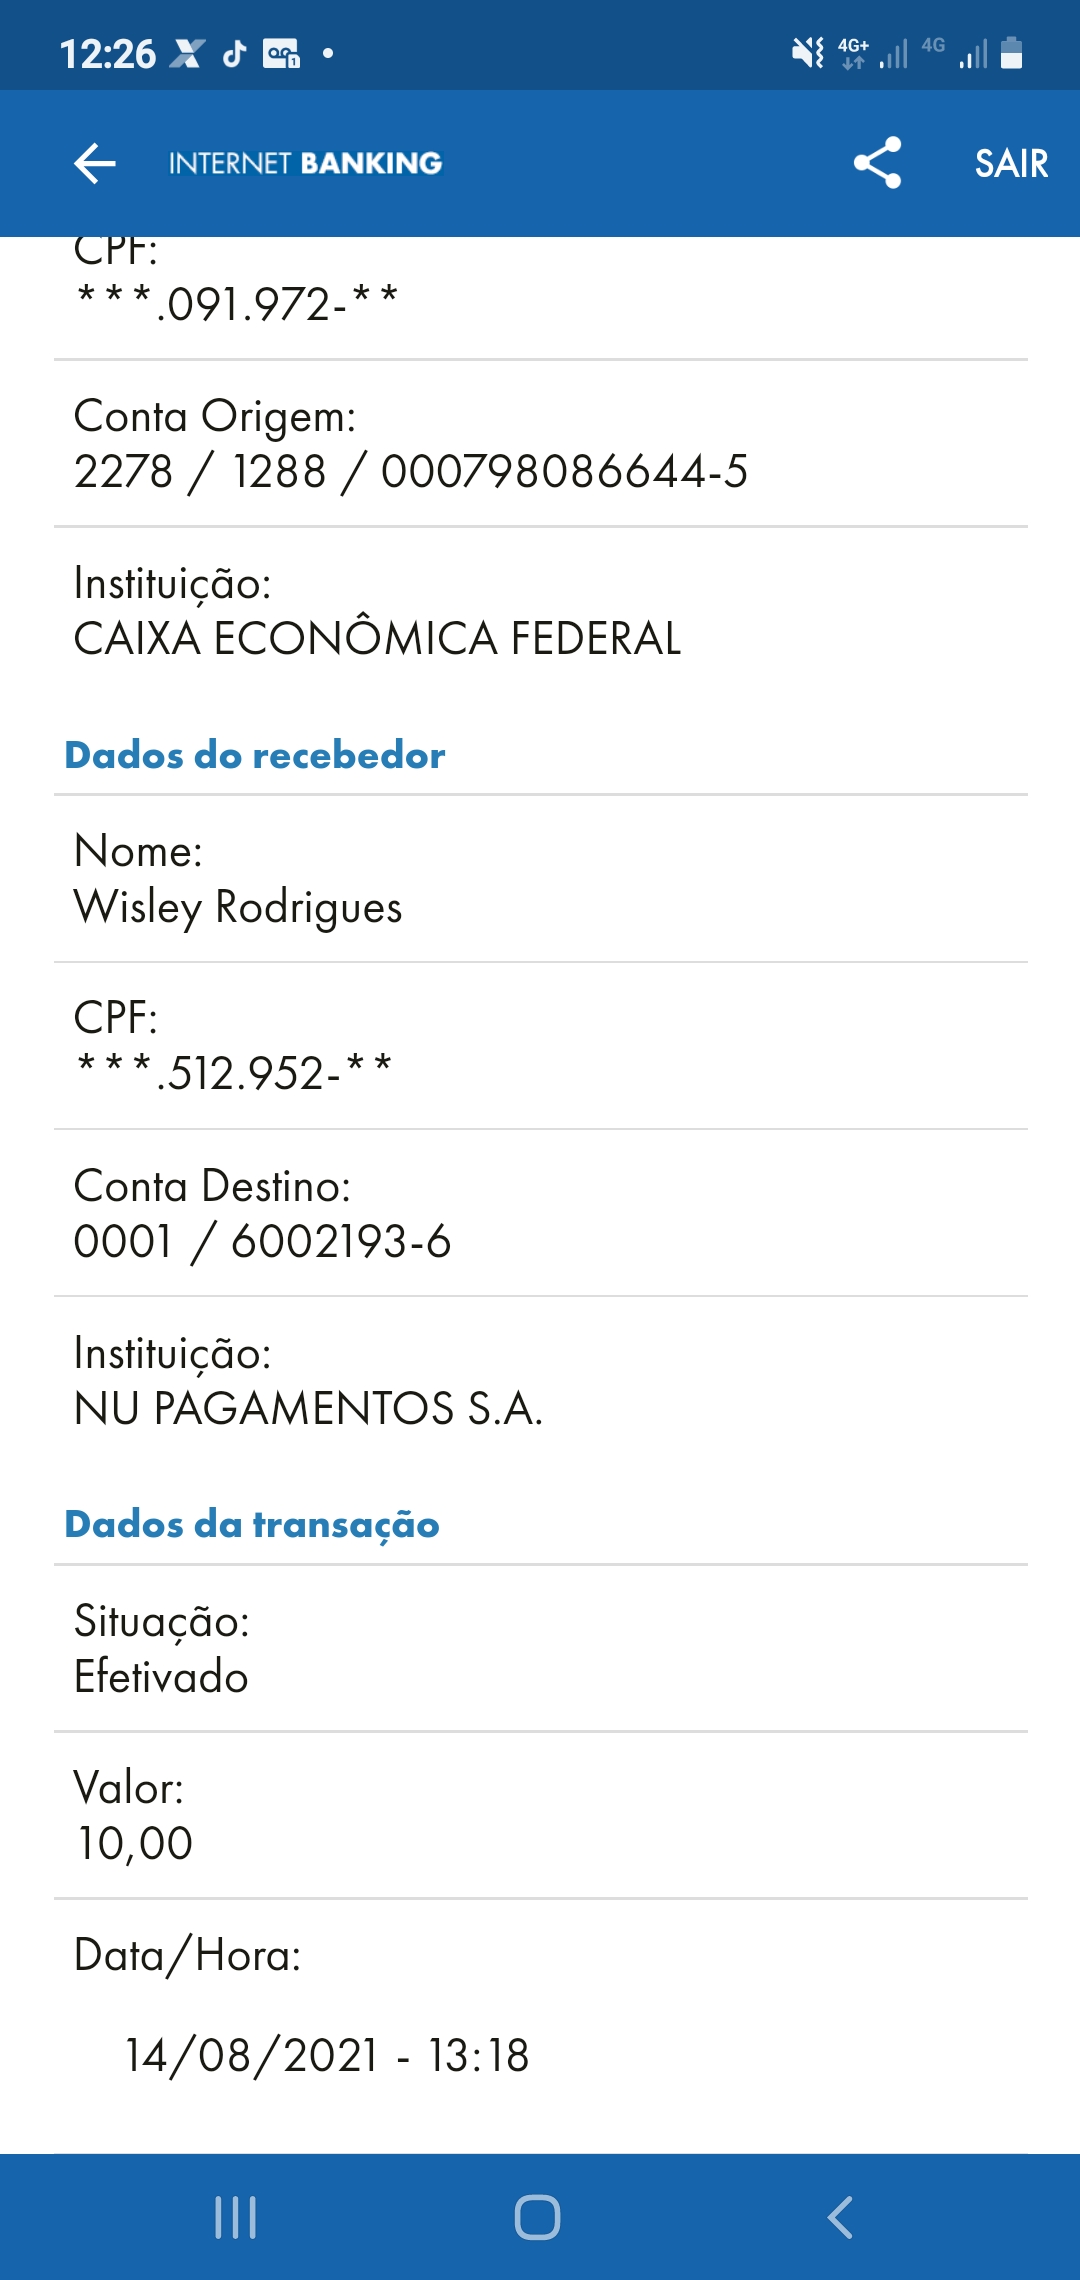 12:26
4G+ 4G
INTERNET BANKING
SAIR
CPF:
***.091.972-**
Conta Origem:
2278 / 1288 / 000798086644-5
Instituição:
CAIXA ECONÔMICA FEDERAL
Dados do recebedor
Nome:
Wisley Rodrigues
CPF:
***.512.952-**
Conta Destino:
0001 / 6002193-6
Instituição:
NU PAGAMENTOS S.A.
Dados da transação
Situação:
Efetivado
Valor:
10,00
Data/Hora:
14/08/2021 - 13:18